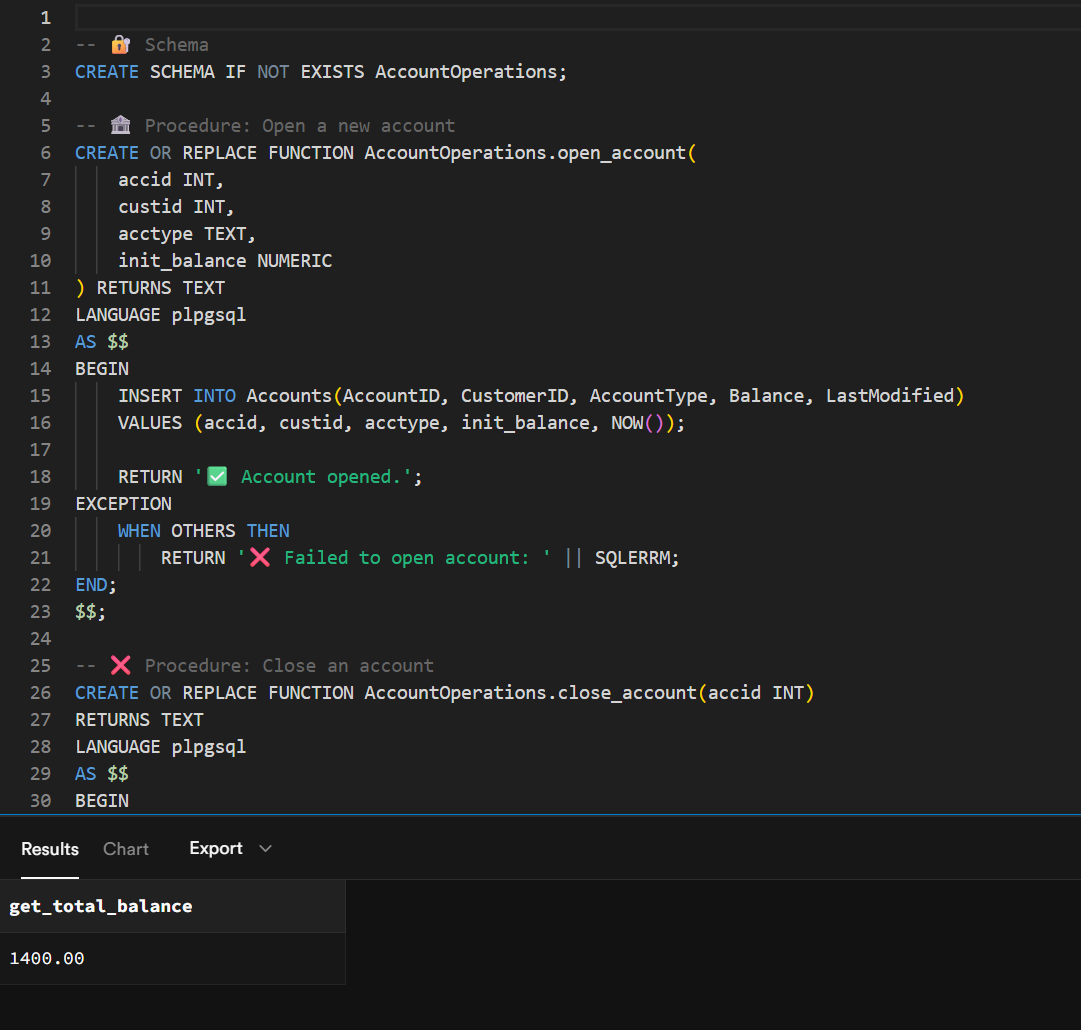 1
2 -- 🔐 Schema
3 CREATE SCHEMA IF NOT EXISTS AccountOperations;
4
5 -- 🏦 Procedure: Open a new account
6 CREATE OR REPLACE FUNCTION AccountOperations.open_account(
7 accid INT,
8 custid INT,
9 acctype TEXT,
10 init_balance NUMERIC
11 ) RETURNS TEXT
12 LANGUAGE plpgsql
13 AS $$
14 BEGIN
15 INSERT INTO Accounts(AccountID, CustomerID, AccountType, Balance, LastModified)
16 VALUES (accid, custid, acctype, init_balance, NOW());
17
18 RETURN '✅ Account opened.';
19 EXCEPTION
20 WHEN OTHERS THEN
21 RETURN '❌ Failed to open account: ' || SQLERRM;
22 END;
23 $$;
24
25 -- ❌ Procedure: Close an account
26 CREATE OR REPLACE FUNCTION AccountOperations.close_account(accid INT)
27 RETURNS TEXT
28 LANGUAGE plpgsql
29 AS $$
30 BEGIN
Results Chart Export
get_total_balance
1400.00